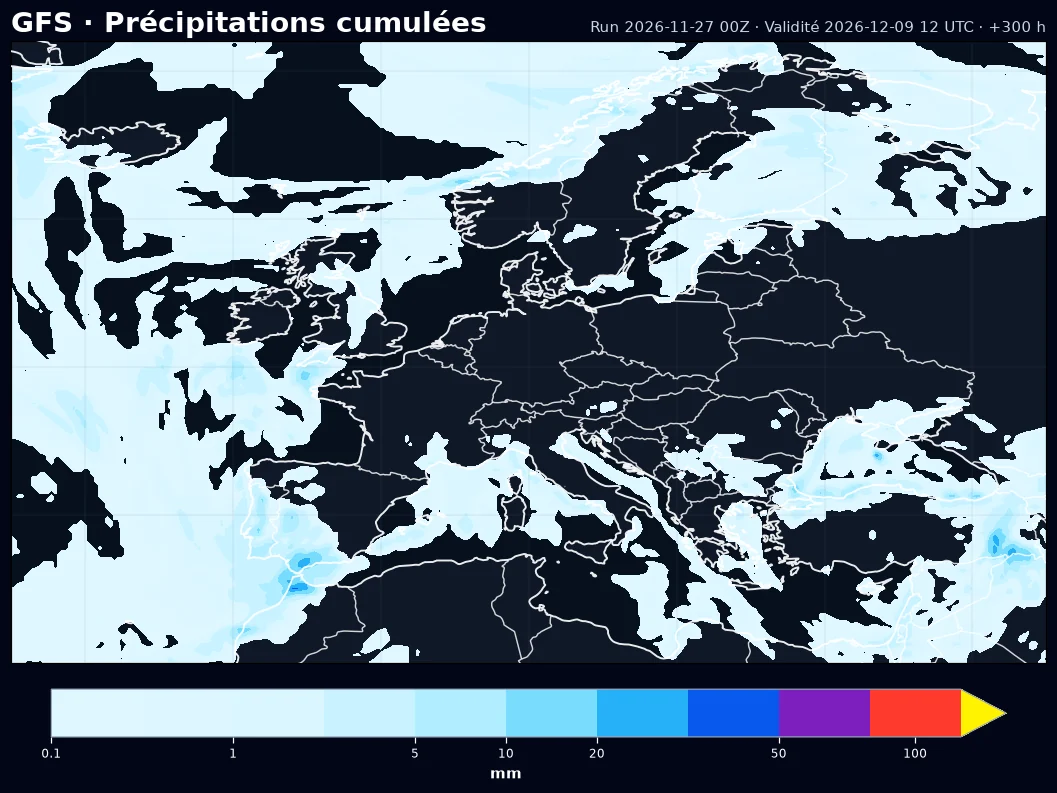 GFS · Précipitations cumulées
Run 2026-11-27 00Z · Validité 2026-12-09 12 UTC · +300 h
0.1 1 5 10 20 50 100
mm